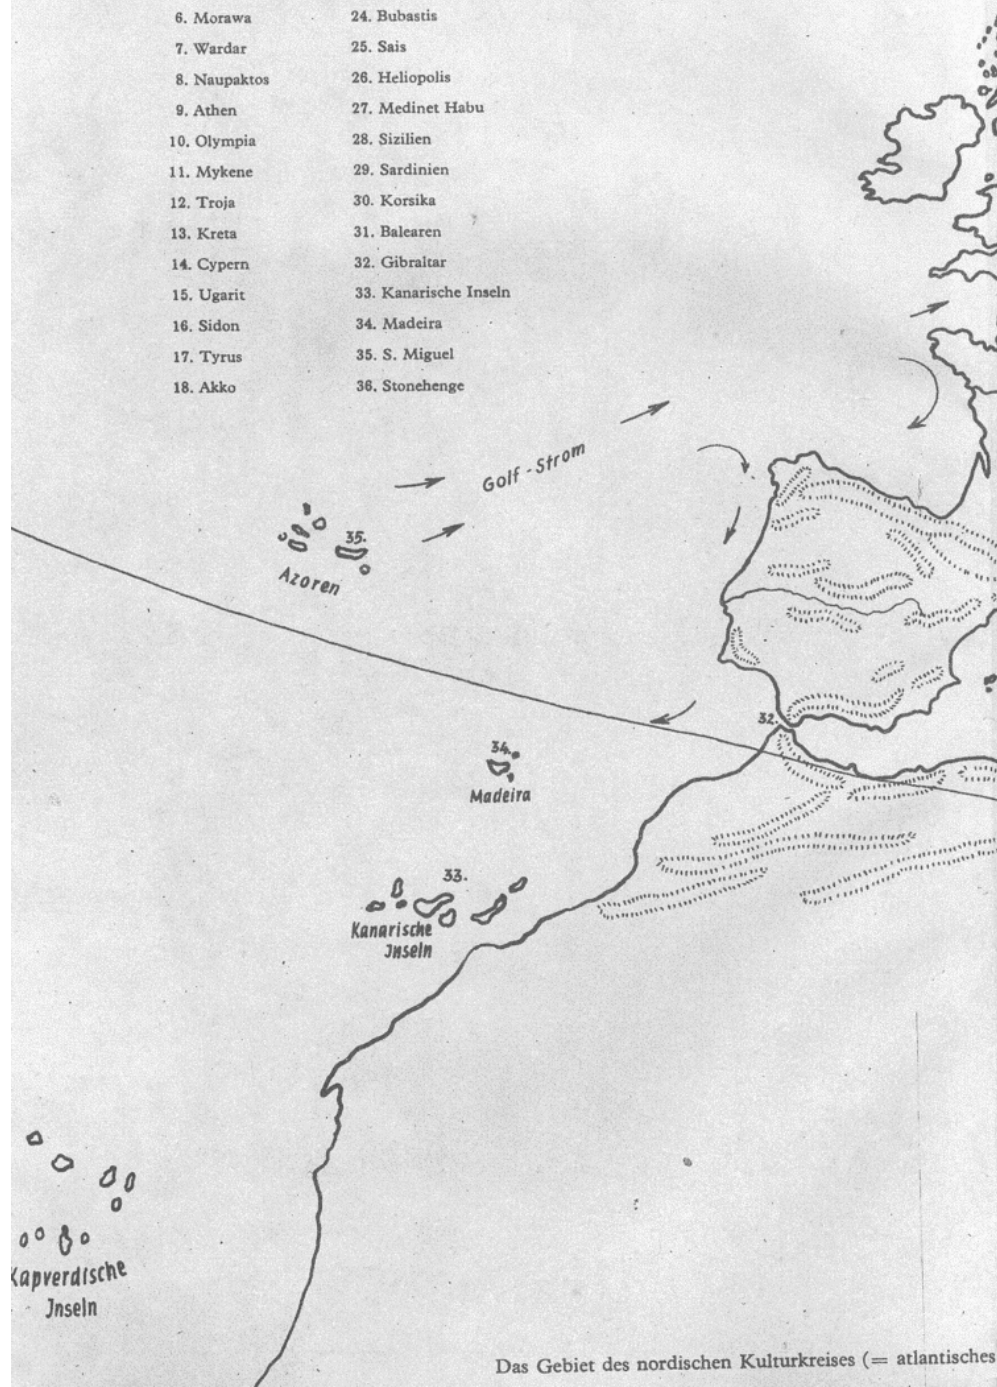 6. Morawa
7. Wardar
8. Naupaktos
9. Athen
10. Olympia
11. Mykene
12. Troja
13. Kreta
14. Cypern
15. Ugarit
16. Sidon
17. Tyrus
18. Akko
24. Bubastis
25. Sais
26. Heliopolis
27. Medinet Habu
28. Sizilien
29. Sardinien
30. Korsika
31. Balearen
32. Gibraltar
33. Kanarische Inseln
34. Madeira
35. S. Miguel
36. Stonehenge
Golf-Strom
35.
Azoren
32.
34.
Madeira
33.
Kanarische
Jnseln
Kapverdische
Jnseln
Das Gebiet des nordischen Kulturkreises (= atlantisches